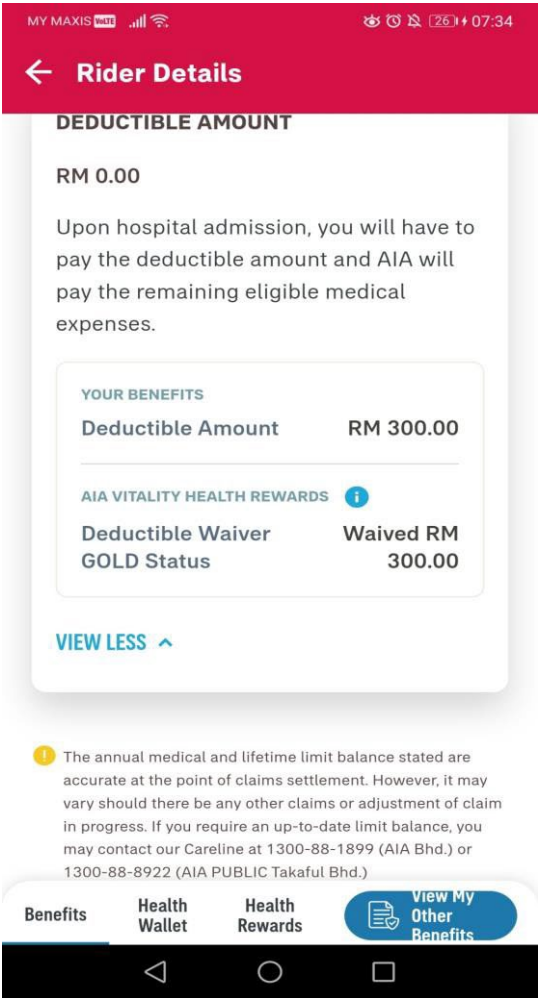 MY MAXIS VoLTE 26 07:34
Rider Details
DEDUCTIBLE AMOUNT
RM 0.00
Upon hospital admission, you will have to
pay the deductible amount and AIA will
pay the remaining eligible medical
expenses.
YOUR BENEFITS
Deductible Amount RM 300.00
AIA VITALITY HEALTH REWARDS i
Deductible Waiver Waived RM
GOLD Status 300.00
VIEW LESS
The annual medical and lifetime limit balance stated are
accurate at the point of claims settlement. However, it may
vary should there be any other claims or adjustment of claim
in progress. If you require an up-to-date limit balance, you
may contact our Careline at 1300-88-1899 (AIA Bhd.) or
1300-88-8922 (AIA PUBLIC Takaful Bhd.)
Benefits
Health
Wallet
Health
Rewards
View My
Other
Benefits